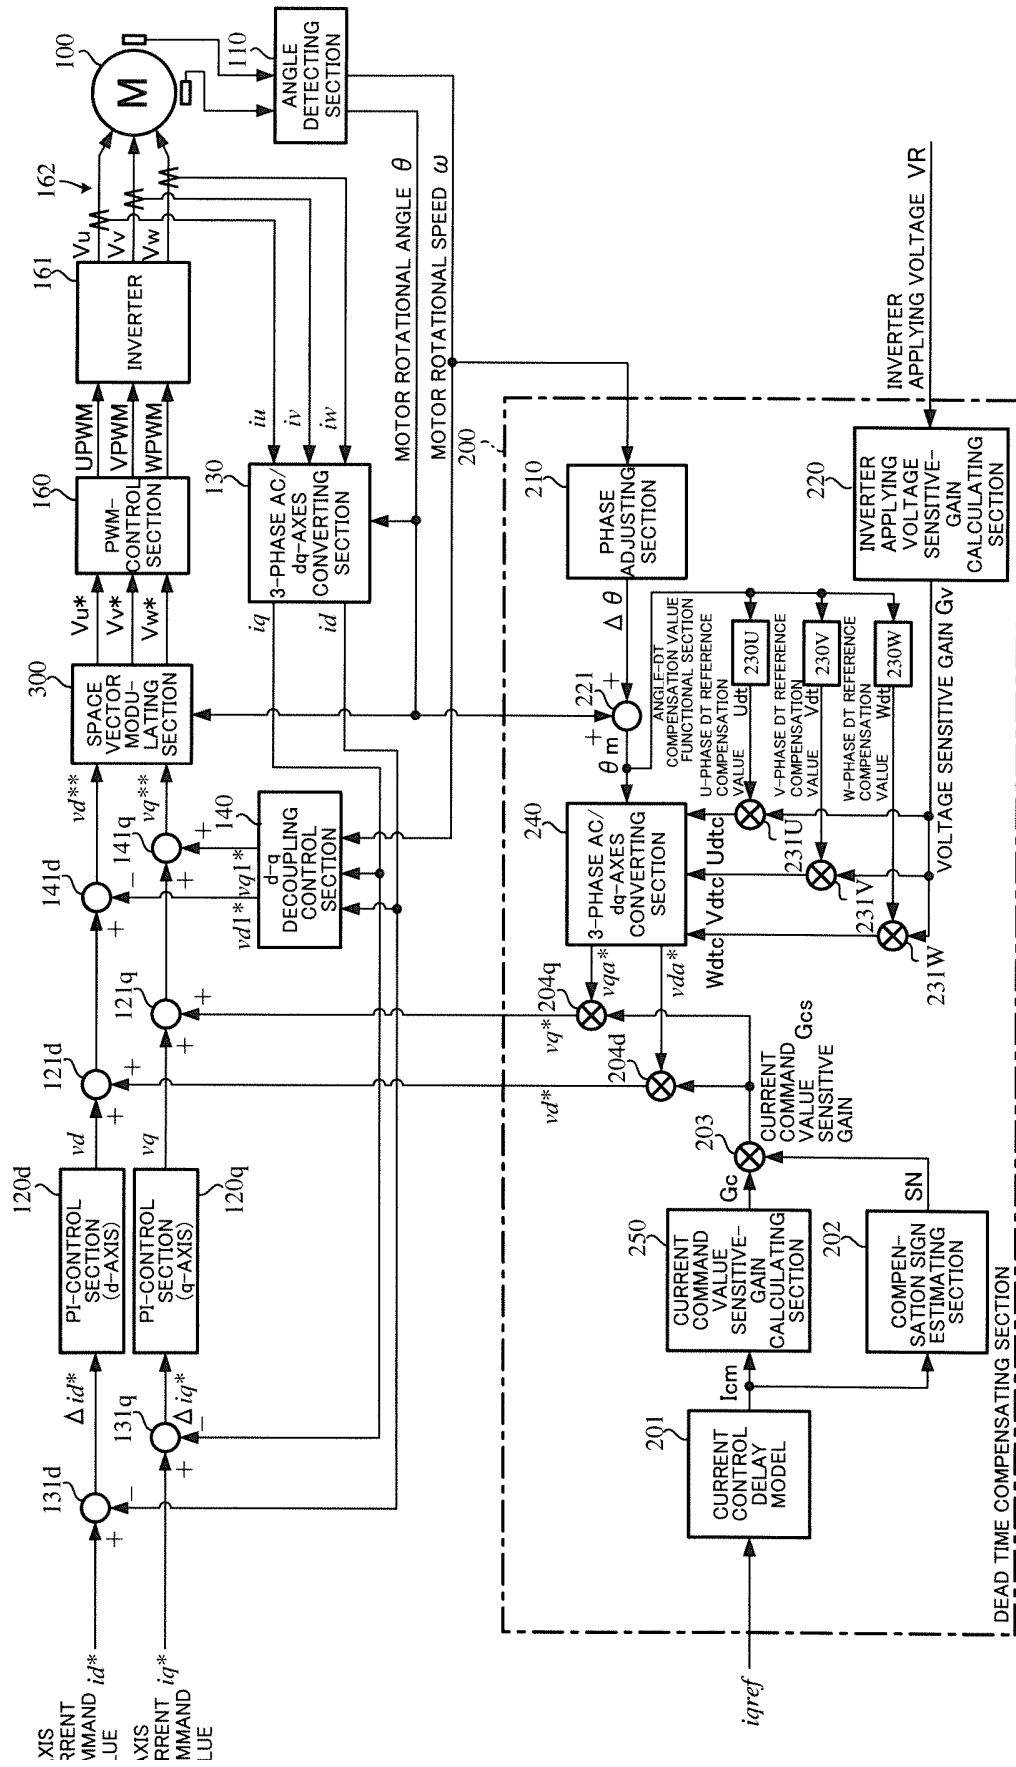 AXIS
RRENT
MMAND
LUE
id*
AXIS
RRENT
MMAND
LUE
iq*
131d
+
−
Δid*
131q
+
−
Δiq*
120d
PI-CONTROL
SECTION
(d-AXIS)
vd
120q
PI-CONTROL
SECTION
(q-AXIS)
vq
121d
+
+
121q
+
+
141d
+
−
141q
+
+
vd1*
vq1*
140
d-q
DECOUPLING
CONTROL
SECTION
vd**
vq**
300
SPACE
VECTOR
MODU-
LATING
SECTION
Vu*
Vv*
Vw*
160
PWM-
CONTROL
SECTION
UPWM
VPWM
WPWM
161
INVERTER
Vu
Vv
Vw
162
100
M
110
ANGLE
DETECTING
SECTION
130
3-PHASE AC/
dq-AXES
CONVERTING
SECTION
iq
id
iu
iv
iw
MOTOR ROTATIONAL ANGLE θ
MOTOR ROTATIONAL SPEED ω
200
iqref
201
CURRENT
CONTROL
DELAY
MODEL
Icm
250
CURRENT
COMMAND
VALUE
SENSITIVE-
GAIN
CALCULATING
SECTION
Gc
202
COMPEN-
SATION SIGN
ESTIMATING
SECTION
SN
203
CURRENT
COMMAND
VALUE
SENSITIVE
GAIN
Gcs
204d
204q
vd*
vq*
vqa*
vda*
240
3-PHASE AC/
dq-AXES
CONVERTING
SECTION
Udtc
Vdtc
Wdtc
231U
231V
231W
θm
221
+
+
Δθ
210
PHASE
ADJUSTING
SECTION
ANGLE-DT
COMPENSATION VALUE
FUNCTIONAL SECTION
U-PHASE DT REFERENCE
COMPENSATION
VALUE
Udt
230U
V-PHASE DT REFERENCE
COMPENSATION
VALUE
Vdt
230V
W-PHASE DT REFERENCE
COMPENSATION
VALUE
Wdt
230W
VOLTAGE SENSITIVE GAIN Gv
220
INVERTER
APPLYING
VOLTAGE
SENSITIVE-
GAIN
CALCULATING
SECTION
INVERTER
APPLYING VOLTAGE VR
DEAD TIME COMPENSATING SECTION